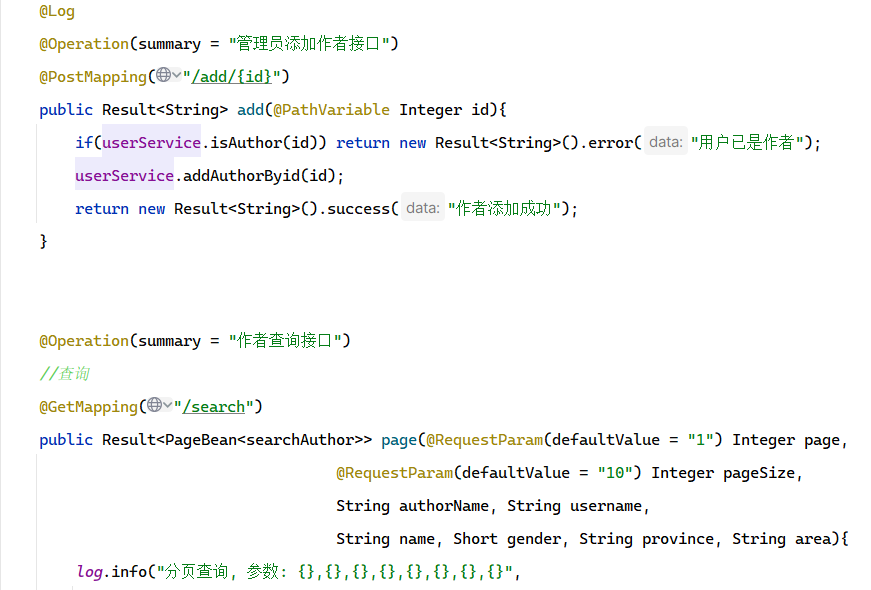 @Log
@Operation(summary = "管理员添加作者接口")
@PostMapping("/add/{id}")
public Result<String> add(@PathVariable Integer id){
if(userService.isAuthor(id)) return new Result<String>().error( data: "用户已是作者");
userService.addAuthorByid(id);
return new Result<String>().success( data: "作者添加成功");
}
@Operation(summary = "作者查询接口")
//查询
@GetMapping("/search")
public Result<PageBean<searchAuthor>> page(@RequestParam(defaultValue = "1") Integer page,
@RequestParam(defaultValue = "10") Integer pageSize,
String authorName, String username,
String name, Short gender, String province, String area){
log.info("分页查询, 参数: {},{},{},{},{},{},{},{}",